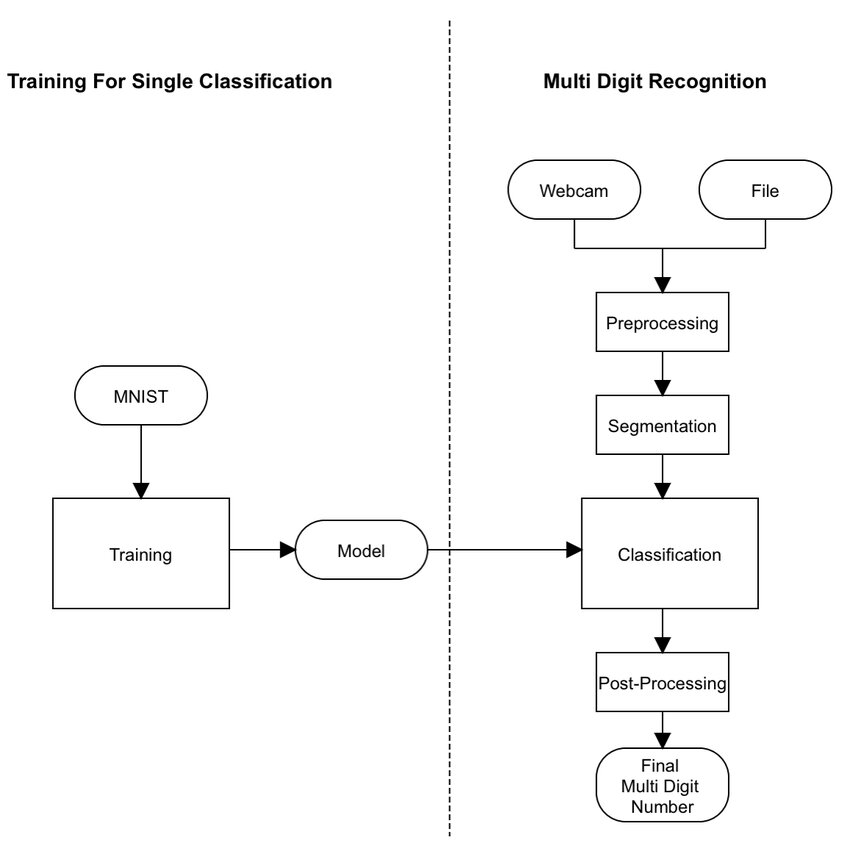 Training For Single Classification
Multi Digit Recognition
Webcam
File
Preprocessing
MNIST
Segmentation
Training
Model
Classification
Post-Processing
Final
Multi Digit
Number